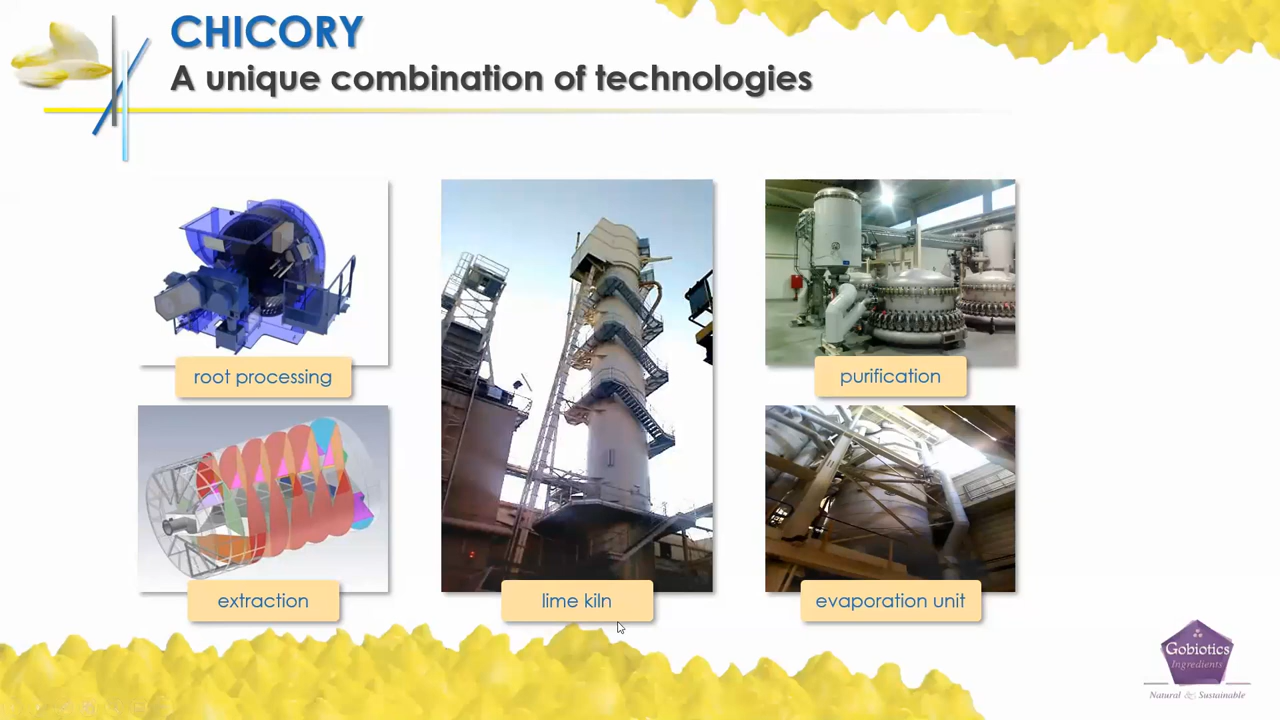 CHICORY
A unique combination of technologies
root processing
extraction
lime kiln
purification
evaporation unit
Gobiotics
Ingredients
Natural & Sustainable